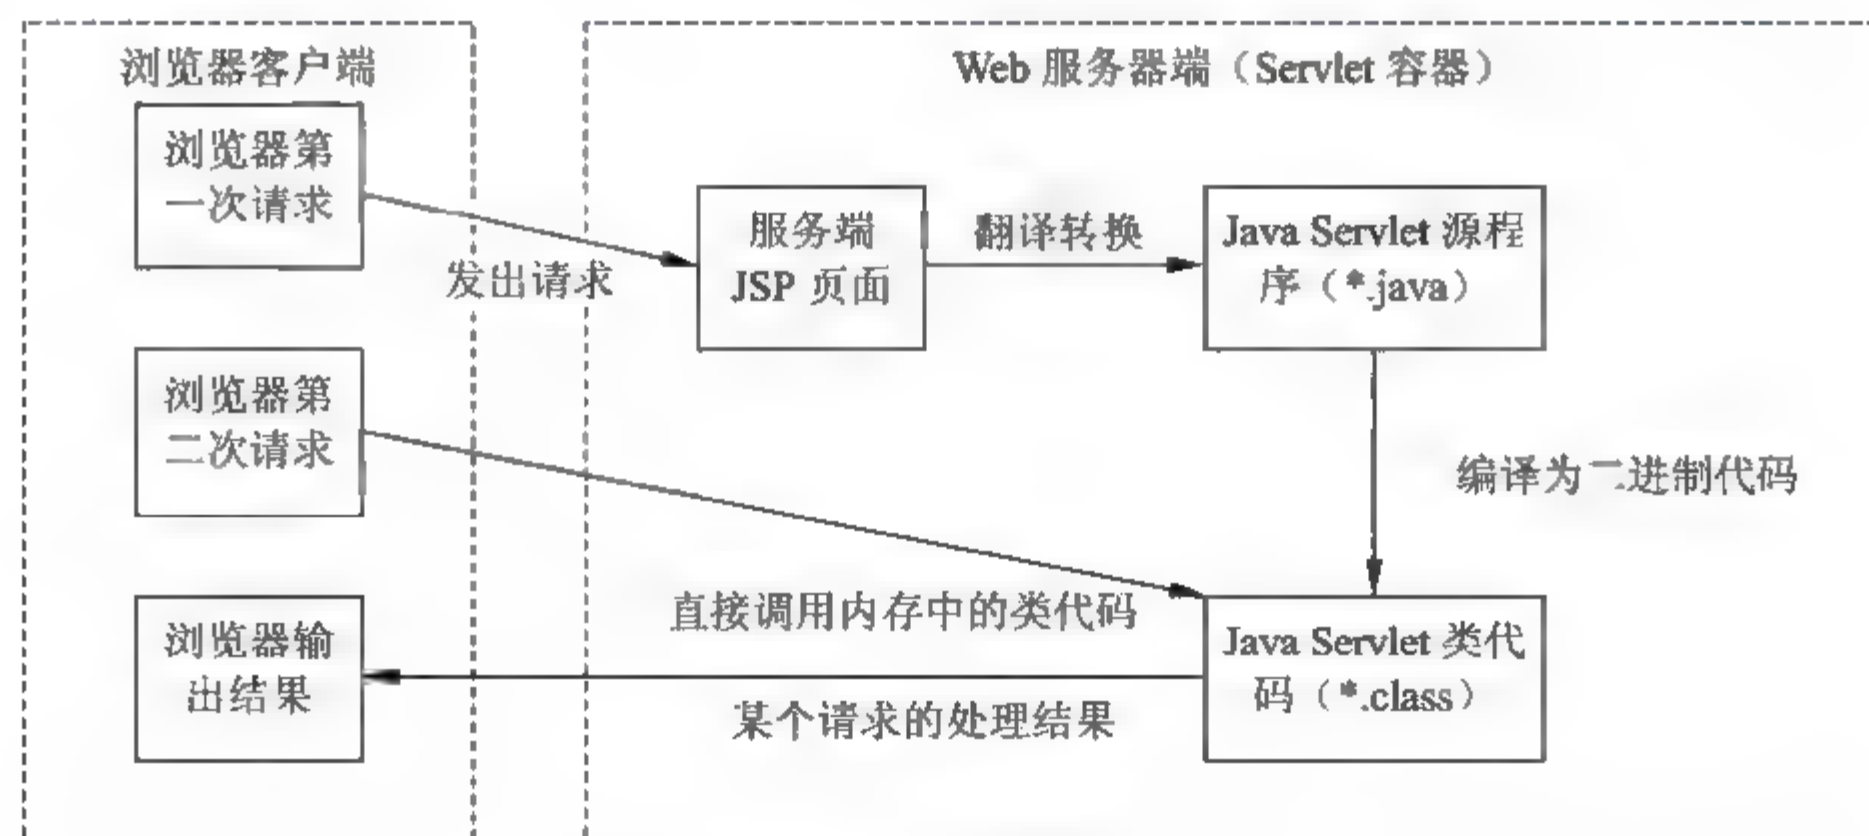 浏览器客户端
Web 服务器端（Servlet 容器）
浏览器第
一次请求
发出请求
服务端
JSP 页面
翻译转换
Java Servlet 源程
序（*.java）
浏览器第
二次请求
编译为二进制代码
直接调用内存中的类代码
Java Servlet 类代
码（*.class）
浏览器输
出结果
某个请求的处理结果